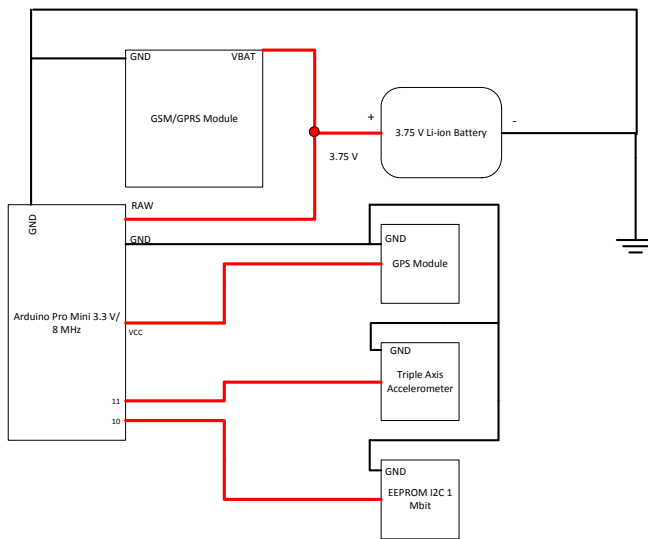 GND
VBAT
GSM/GPRS Module
+
3.75 V Li-ion Battery
-
3.75 V
RAW
GND
GND
GND
GPS Module
Arduino Pro Mini 3.3 V/
8 MHz
VCC
GND
Triple Axis
Accelerometer
11
10
GND
EEPROM I2C 1
Mbit